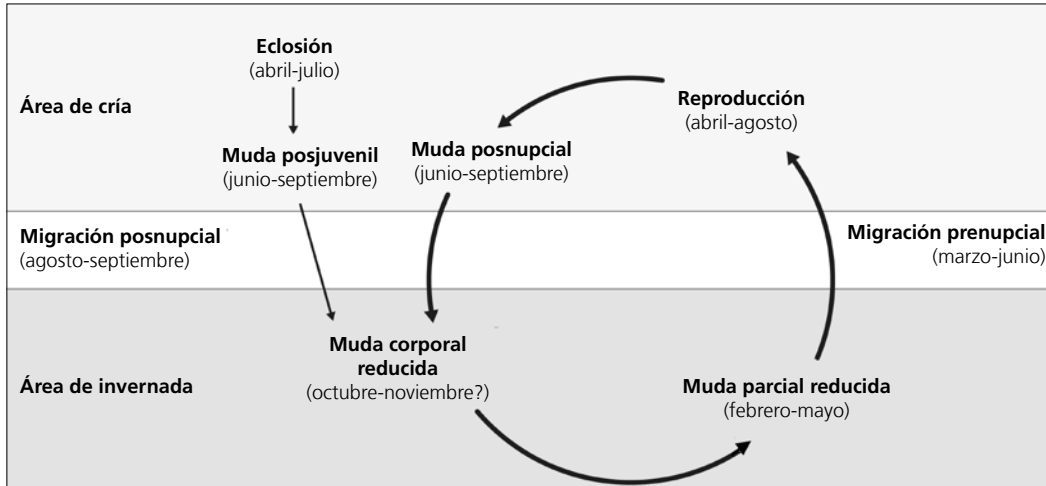 Eclosión
(abril-julio)
Área de cría
Reproducción
(abril-agosto)
Muda posjuvenil
(junio-septiembre)
Muda posnupcial
(junio-septiembre)
Migración posnupcial
(agosto-septiembre)
Migración prenupcial
(marzo-junio)
Muda corporal
reducida
(octubre-noviembre?)
Área de invernada
Muda parcial reducida
(febrero-mayo)